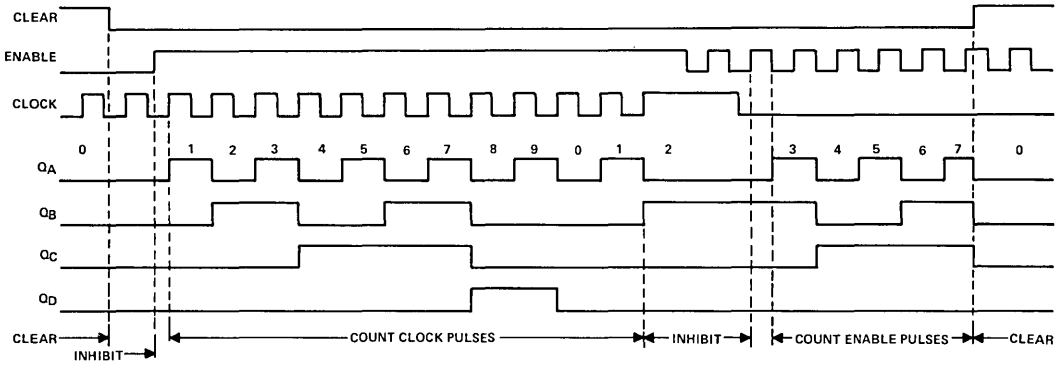 CLEAR
ENABLE
CLOCK
0 1 2 3 4 5 6 7 8 9 0 1 2 3 4 5 6 7 0
QA
QB
QC
QD
CLEAR COUNT CLOCK PULSES INHIBIT COUNT ENABLE PULSES CLEAR
INHIBIT